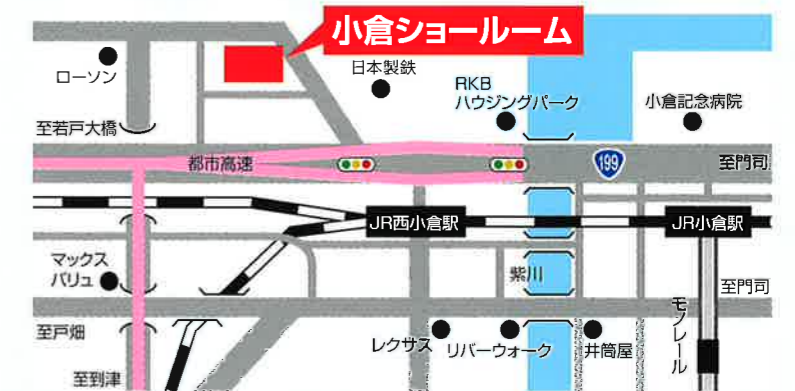 小倉ショールーム
ローソン
日本製鉄
RKB
ハウジングパーク
小倉記念病院
至若戸大橋
都市高速
199
至門司
JR西小倉駅
JR小倉駅
マックス
バリュ
紫川
至門司
モノレール
至戸畑
レクサス
リバーウォーク
井筒屋
至到津